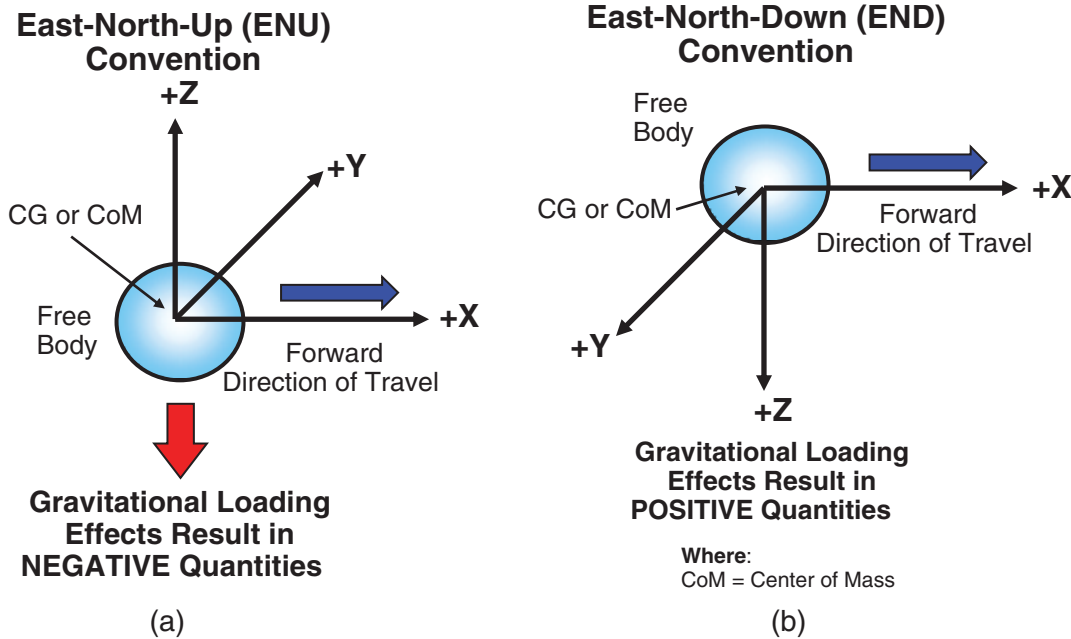 East-North-Up (ENU)
Convention
+Z
+Y
CG or CoM
+X
Free
Body
Forward
Direction of Travel
Gravitational Loading
Effects Result in
NEGATIVE Quantities
(a)
East-North-Down (END)
Convention
Free
Body
CG or CoM
+X
Forward
Direction of Travel
+Y
+Z
Gravitational Loading
Effects Result in
POSITIVE Quantities
Where:
CoM = Center of Mass
(b)